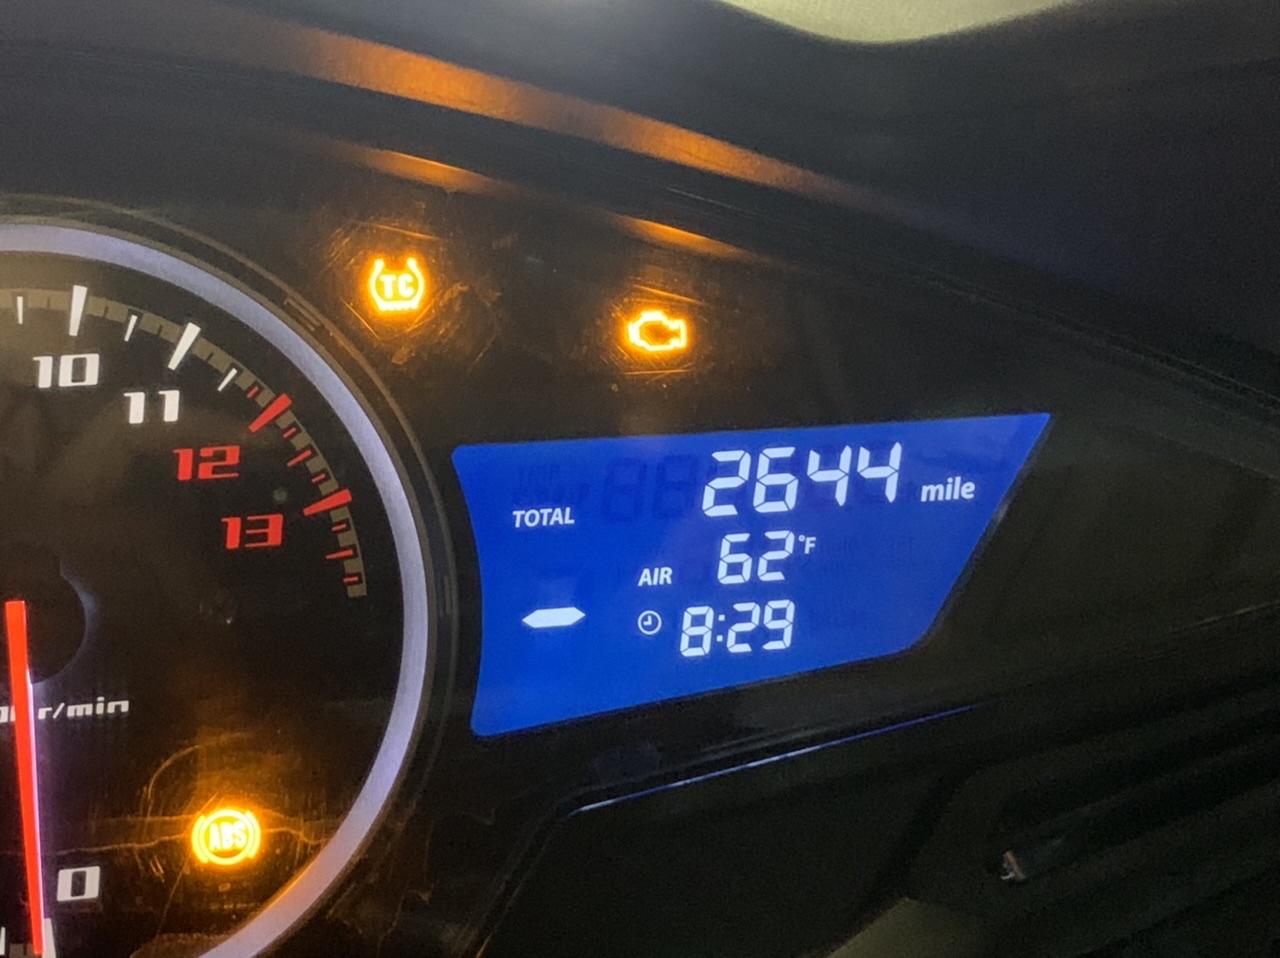 TC
10
11
12
13
TOTAL 2644 mile
AIR 62°F
8:29
r/min
ABS
0